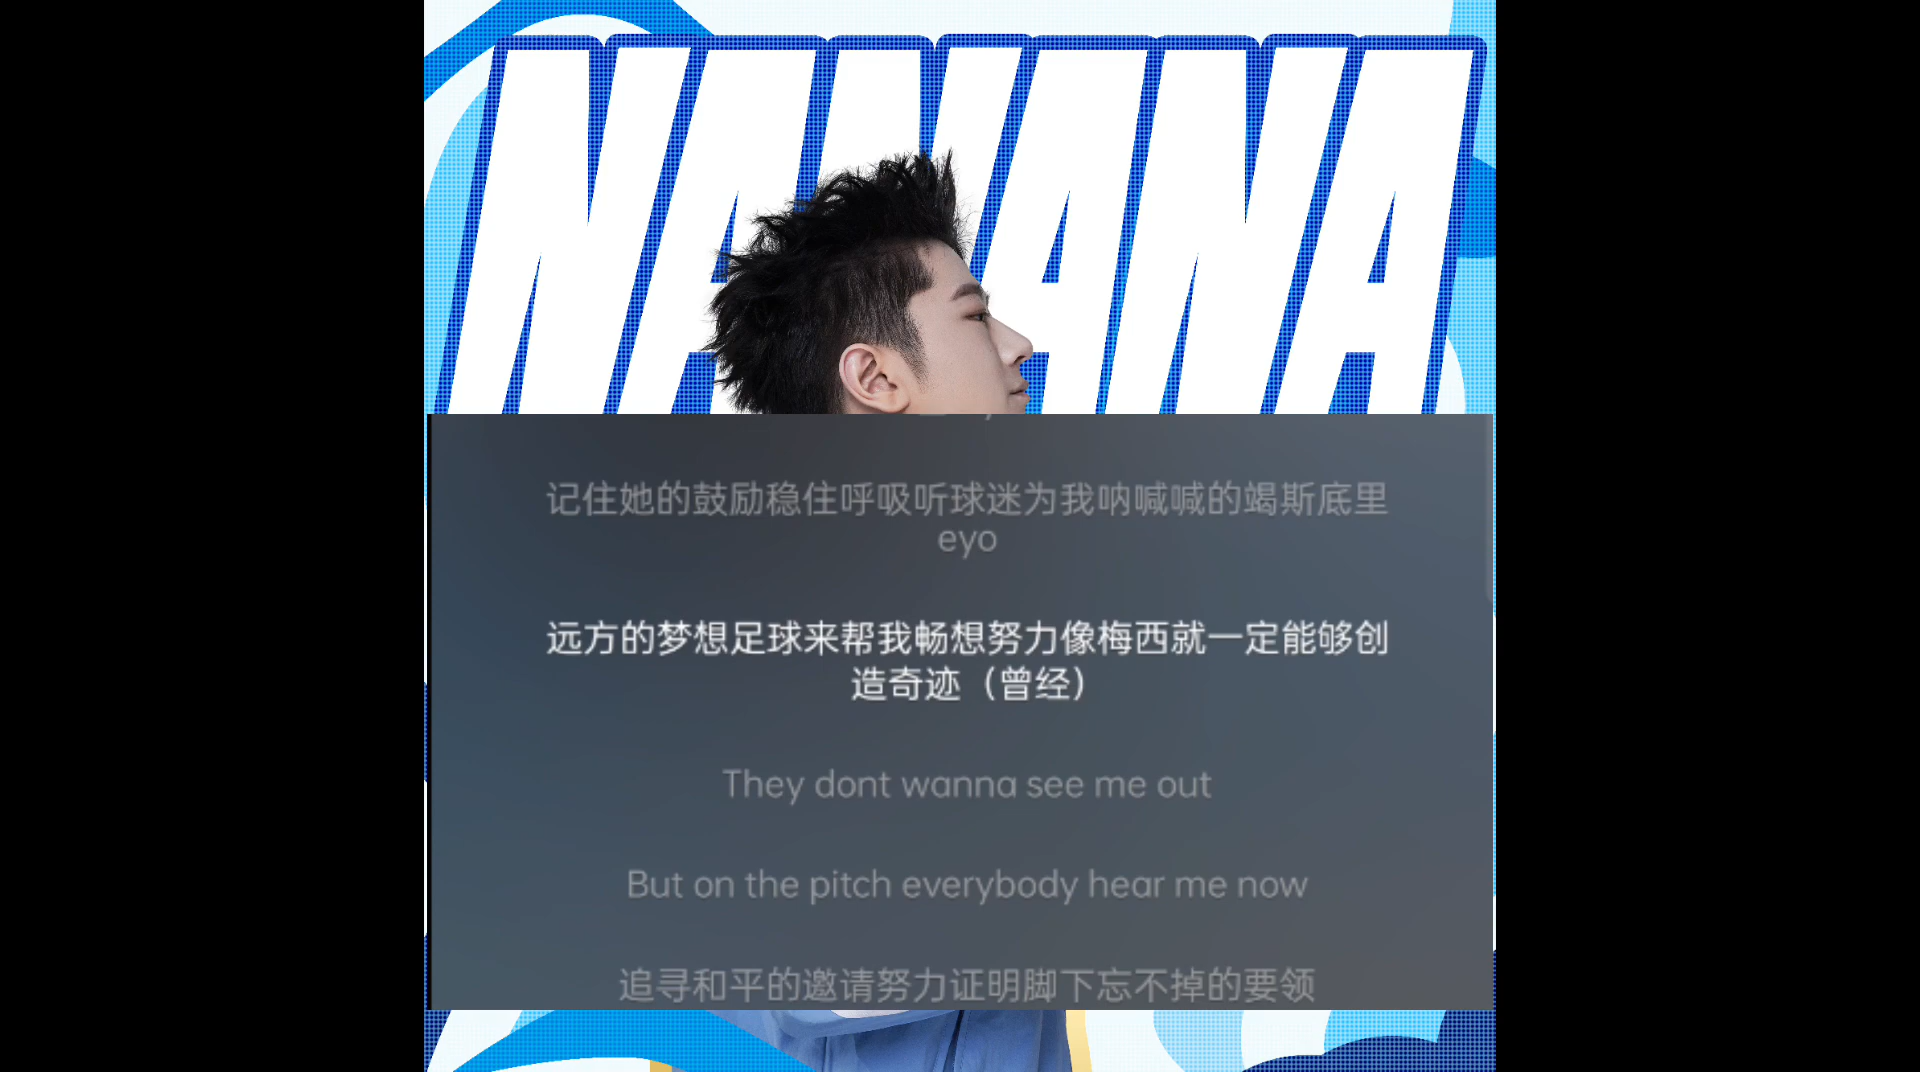 NANANA
记住她的鼓励稳住呼吸听球迷为我呐喊喊的竭斯底里
eyo
远方的梦想足球来帮我畅想努力像梅西就一定能够创
造奇迹（曾经）
They dont wanna see me out
But on the pitch everybody hear me now
追寻和平的邀请努力证明脚下忘不掉的要领